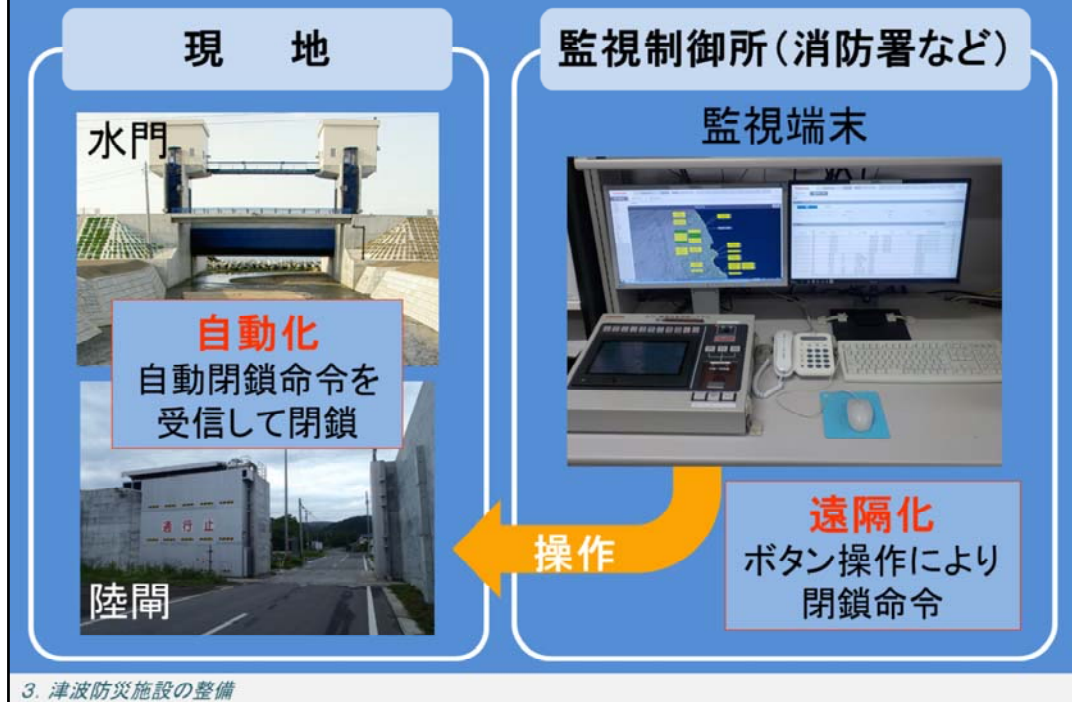 現 地
水門
自動化
自動閉鎖命令を
受信して閉鎖
通行止
陸閘
監視制御所(消防署など)
監視端末
操作
遠隔化
ボタン操作により
閉鎖命令
3. 津波防災施設の整備